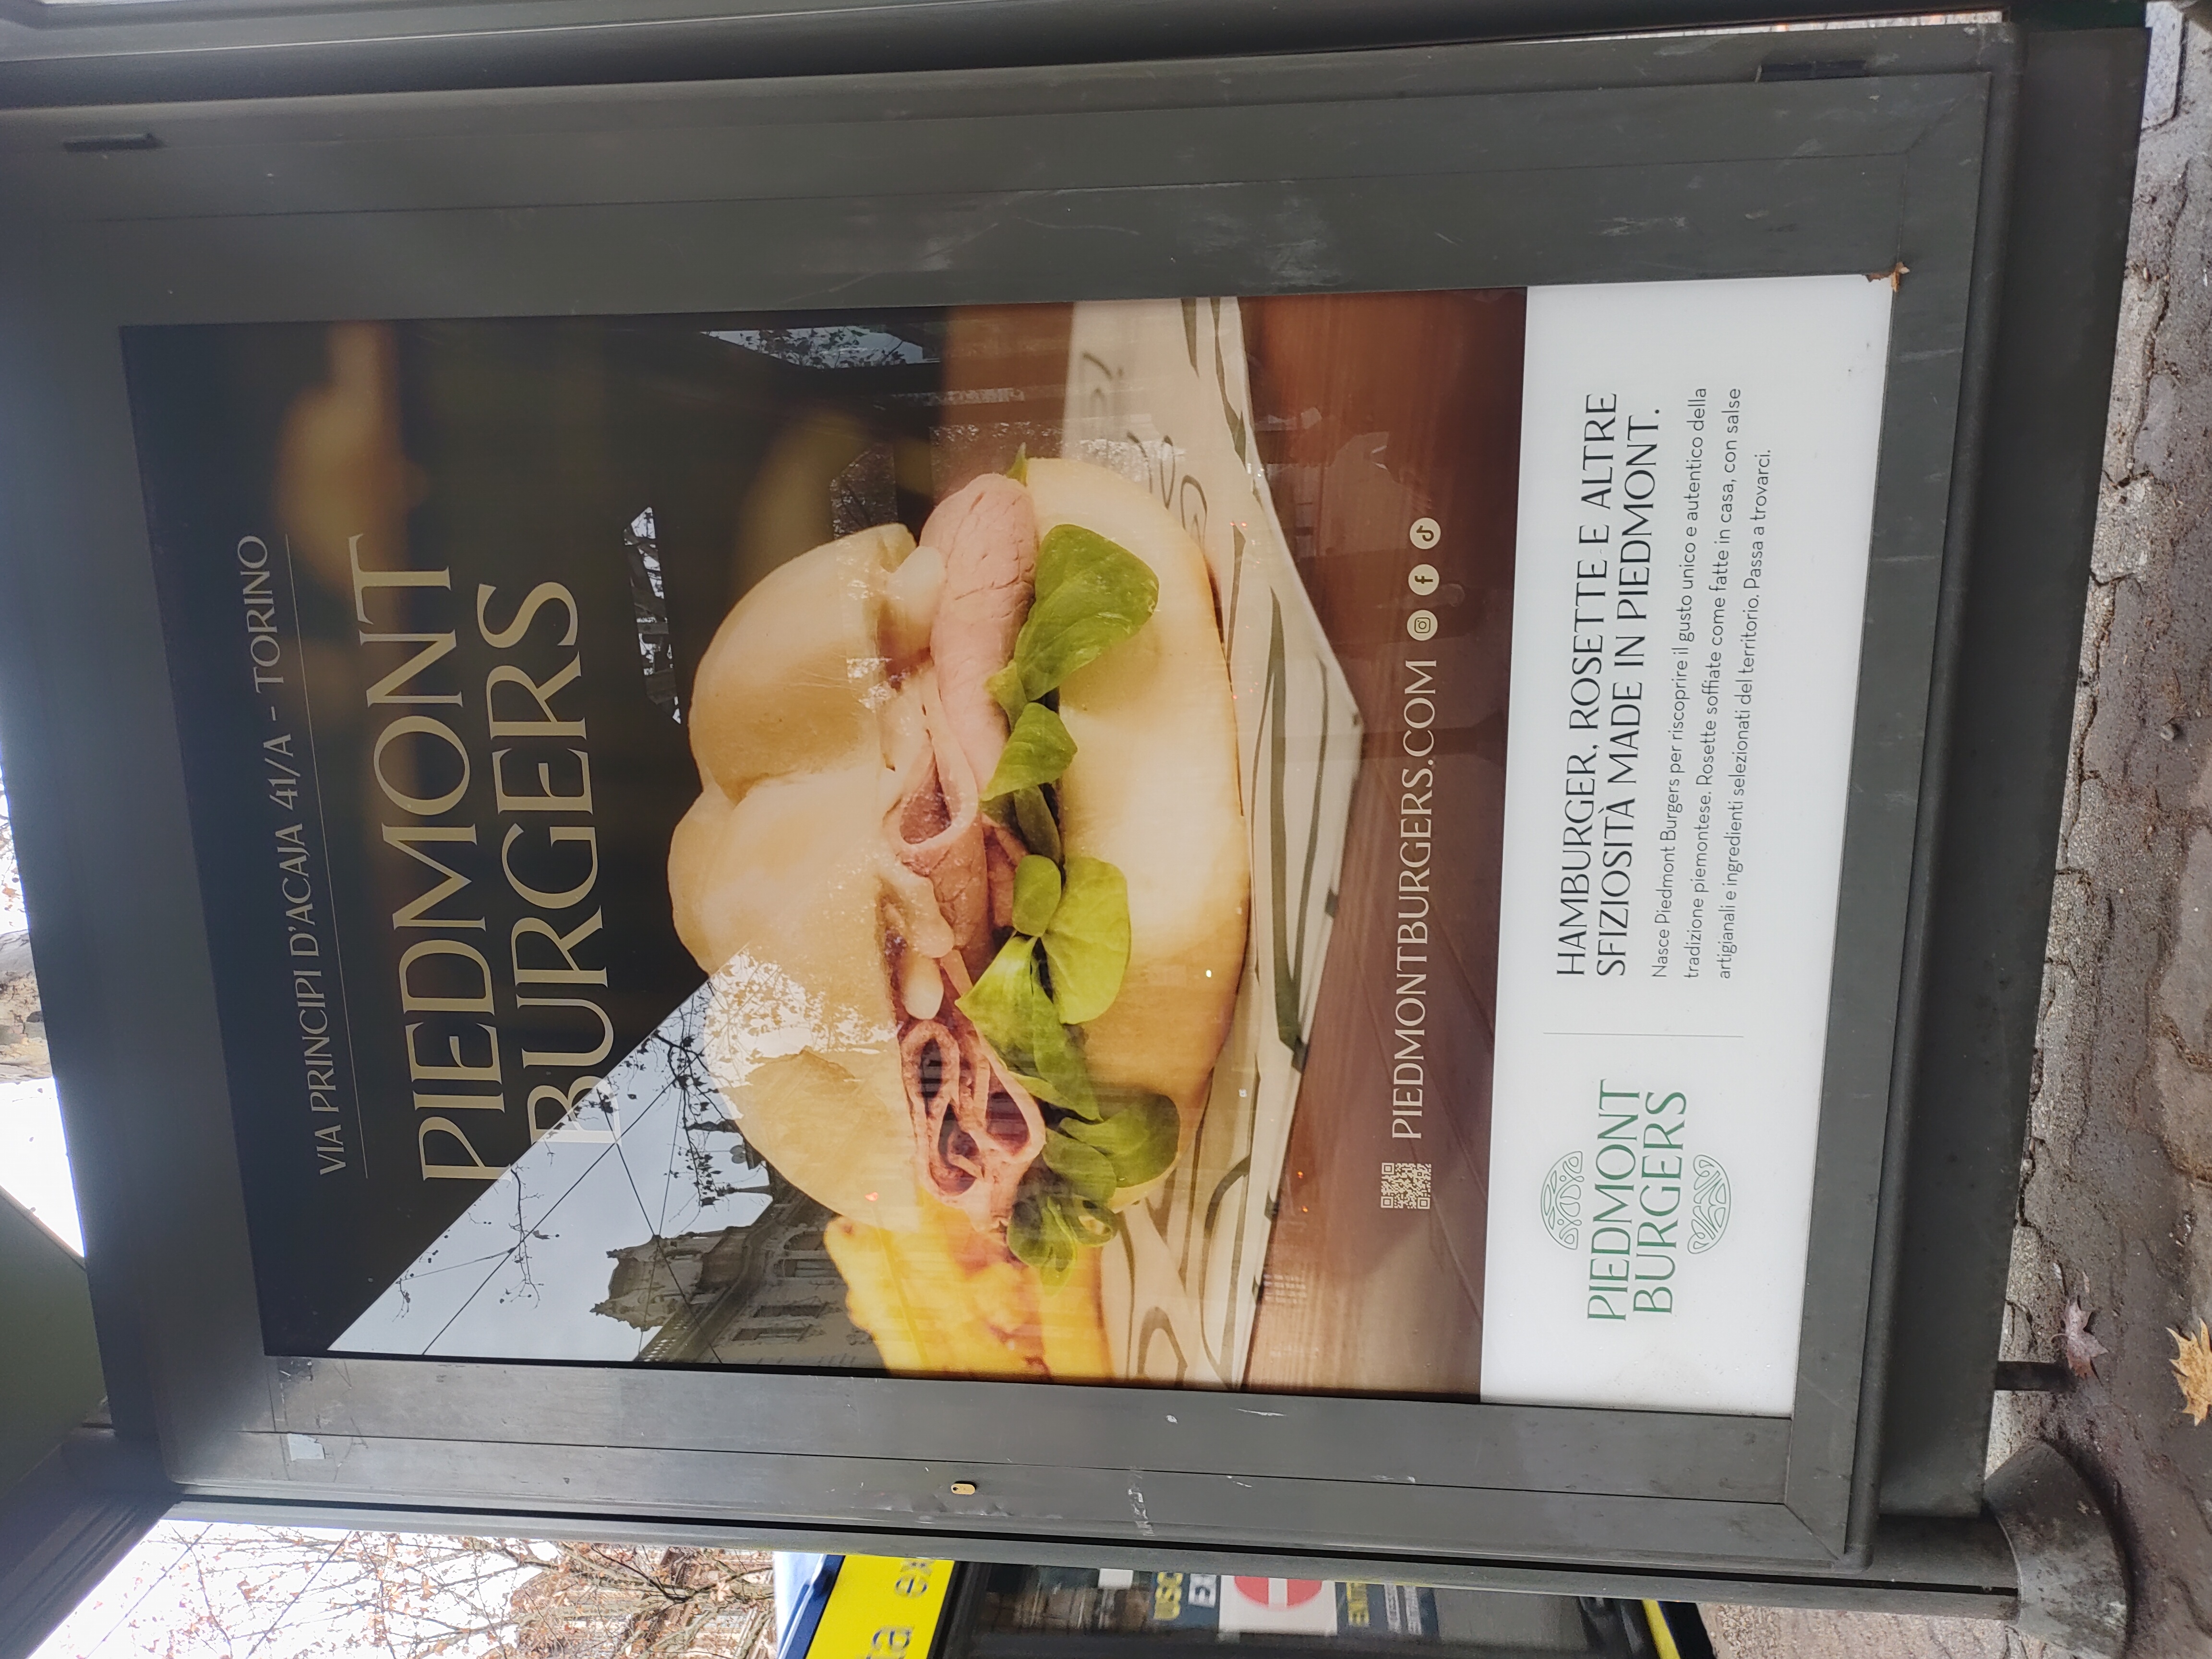 VIA PRINCIPI D'ACAJA 41/A - TORINO
PIEDMONT
BURGERS
PIEDMONTBURGERS.COM
PIEDMONT
BURGERS
HAMBURGER, ROSETTE E ALTRE
SFIZIOSITÀ MADE IN PIEDMONT.
Nasce Piedmont Burgers per riscoprire il gusto unico e autentico della
tradizione piemontese. Rosette soffiate come fatte in casa, con salse
artigianali e ingredienti selezionati del territorio. Passa a trovarci.